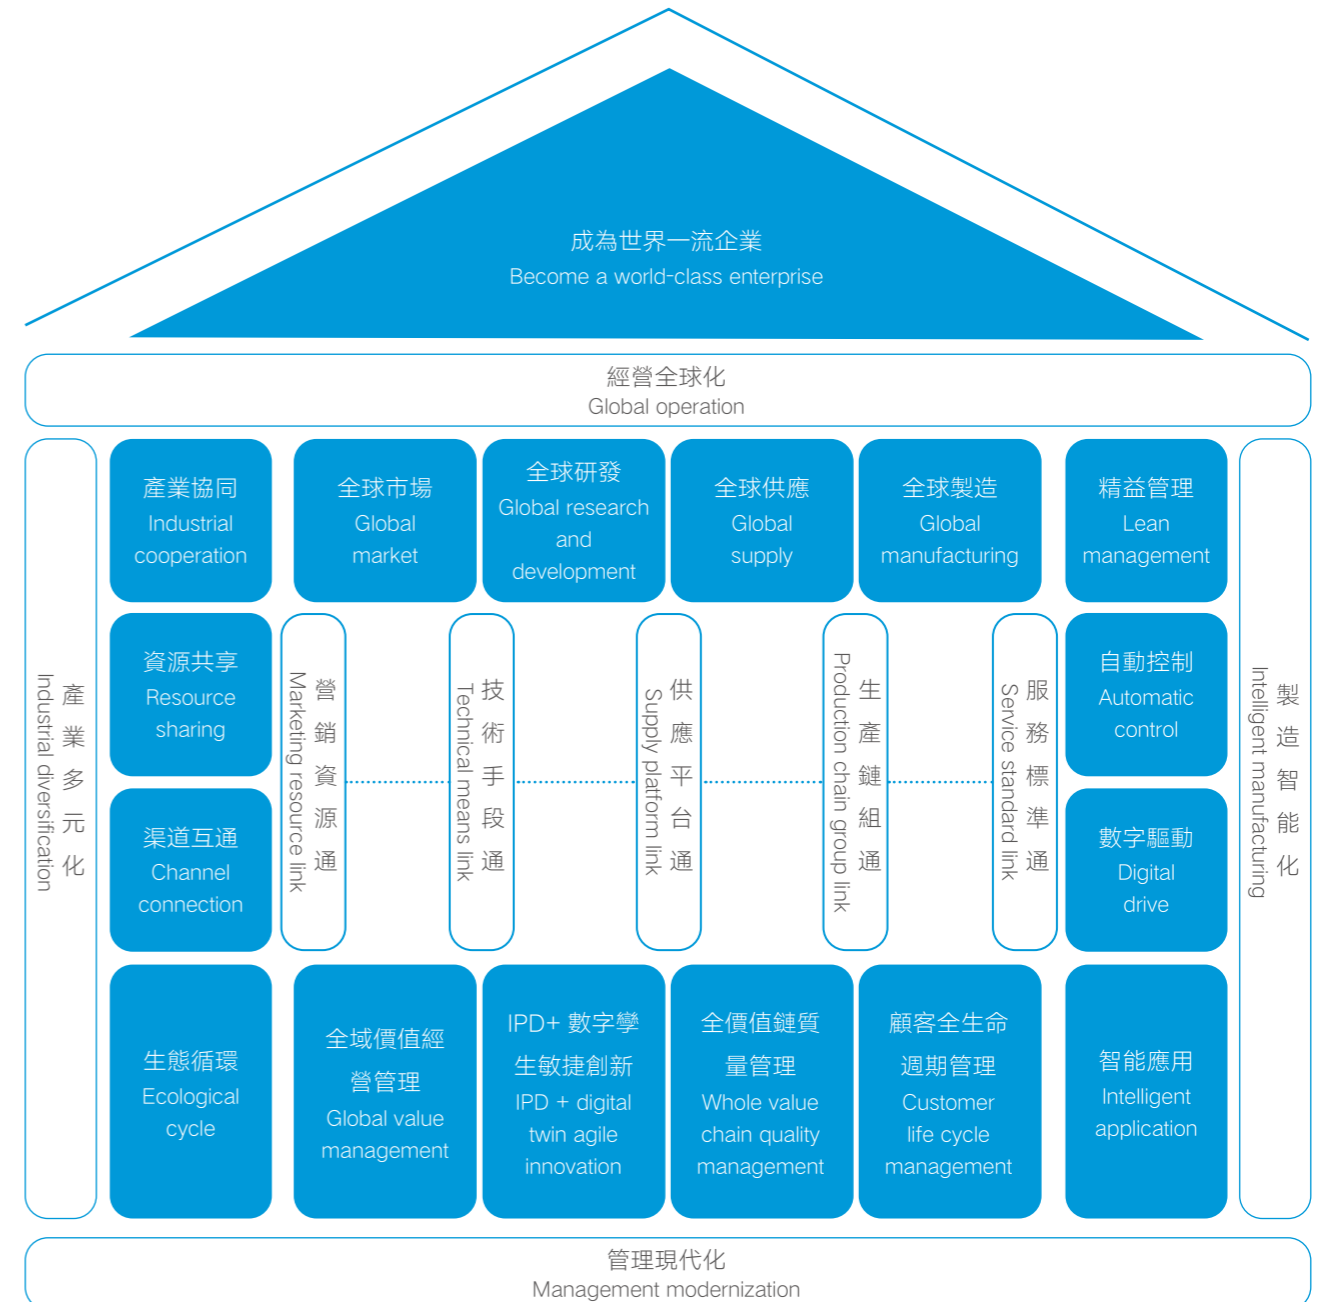 成為世界一流企業
Become a world-class enterprise
經營全球化
Global operation
產業多元化
Industrial diversification
產業協同
Industrial
cooperation
全球市場
Global
market
全球研發
Global research
and
development
全球供應
Global
supply
全球製造
Global
manufacturing
精益管理
Lean
management
資源共享
Resource
sharing
渠道互通
Channel
connection
營銷資源通
Marketing resource link
技術手段通
Technical means link
供應平台通
Supply platform link
生產鏈組通
Production chain group link
服務標準通
Service standard link
自動控制
Automatic
control
數字驅動
Digital
drive
製造智能化
Intelligent manufacturing
生態循環
Ecological
cycle
全域價值經
營管理
Global value
management
IPD+ 數字孿
生敏捷創新
IPD + digital
twin agile
innovation
全價值鏈質
量管理
Whole value
chain quality
management
顧客全生命
週期管理
Customer
life cycle
management
智能應用
Intelligent
application
管理現代化
Management modernization